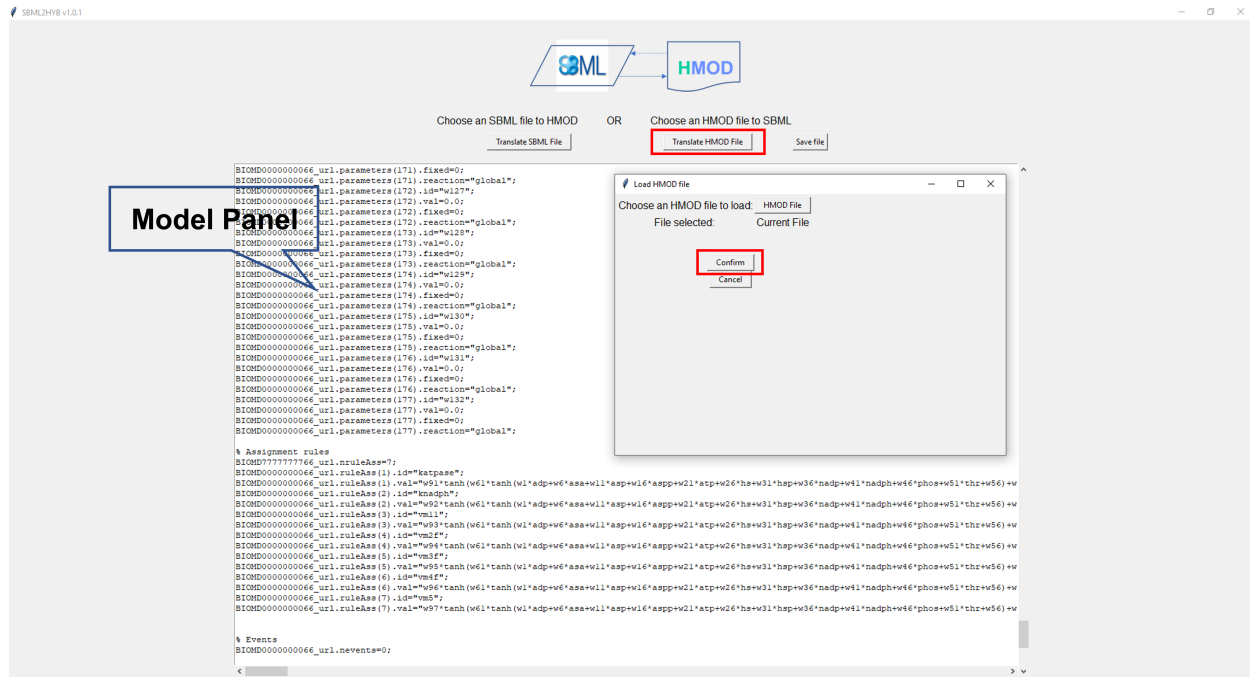 SBML2HYB v1.0.1
SBML
HMOD
Choose an SBML file to HMOD OR Choose an HMOD file to SBML
Translate SBML File Translate HMOD File Save file
Model Panel
BIOMD0000000066_url.parameters(171).fixed=0;
BIOMD0000000066_url.parameters(171).reaction="global";
BIOMD0000000066_url.parameters(172).id="w127";
BIOMD0000000066_url.parameters(172).val=0.0;
BIOMD0000000066_url.parameters(172).fixed=0;
BIOMD0000000066_url.parameters(172).reaction="global";
BIOMD0000000066_url.parameters(173).id="w128";
BIOMD0000000066_url.parameters(173).val=0.0;
BIOMD0000000066_url.parameters(173).fixed=0;
BIOMD0000000066_url.parameters(173).reaction="global";
BIOMD0000000066_url.parameters(174).id="w129";
BIOMD0000000066_url.parameters(174).val=0.0;
BIOMD0000000066_url.parameters(174).fixed=0;
BIOMD0000000066_url.parameters(174).reaction="global";
BIOMD0000000066_url.parameters(175).id="w130";
BIOMD0000000066_url.parameters(175).val=0.0;
BIOMD0000000066_url.parameters(175).fixed=0;
BIOMD0000000066_url.parameters(175).reaction="global";
BIOMD0000000066_url.parameters(176).id="w131";
BIOMD0000000066_url.parameters(176).val=0.0;
BIOMD0000000066_url.parameters(176).fixed=0;
BIOMD0000000066_url.parameters(176).reaction="global";
BIOMD0000000066_url.parameters(177).id="w132";
BIOMD0000000066_url.parameters(177).val=0.0;
BIOMD0000000066_url.parameters(177).fixed=0;
BIOMD0000000066_url.parameters(177).reaction="global";
% Assignment rules
BIOMD7777777766_url.nruleAss=7;
BIOMD0000000066_url.ruleAss(1).id="katpase";
BIOMD0000000066_url.ruleAss(1).val="w91*tanh(w61*tanh(w1*adp+w6*asa+w11*asp+w16*aspp+w21*atp+w26*hs+w31*hsp+w36*nadp+w41*nadph+w46*phos+w51*thr+w56)+w
BIOMD0000000066_url.ruleAss(2).id="knadph";
BIOMD0000000066_url.ruleAss(2).val="w92*tanh(w61*tanh(w1*adp+w6*asa+w11*asp+w16*aspp+w21*atp+w26*hs+w31*hsp+w36*nadp+w41*nadph+w46*phos+w51*thr+w56)+w
BIOMD0000000066_url.ruleAss(3).id="vm11";
BIOMD0000000066_url.ruleAss(3).val="w93*tanh(w61*tanh(w1*adp+w6*asa+w11*asp+w16*aspp+w21*atp+w26*hs+w31*hsp+w36*nadp+w41*nadph+w46*phos+w51*thr+w56)+w
BIOMD0000000066_url.ruleAss(4).id="vm2f";
BIOMD0000000066_url.ruleAss(4).val="w94*tanh(w61*tanh(w1*adp+w6*asa+w11*asp+w16*aspp+w21*atp+w26*hs+w31*hsp+w36*nadp+w41*nadph+w46*phos+w51*thr+w56)+w
BIOMD0000000066_url.ruleAss(5).id="vm3f";
BIOMD0000000066_url.ruleAss(5).val="w95*tanh(w61*tanh(w1*adp+w6*asa+w11*asp+w16*aspp+w21*atp+w26*hs+w31*hsp+w36*nadp+w41*nadph+w46*phos+w51*thr+w56)+w
BIOMD0000000066_url.ruleAss(6).id="vm4f";
BIOMD0000000066_url.ruleAss(6).val="w96*tanh(w61*tanh(w1*adp+w6*asa+w11*asp+w16*aspp+w21*atp+w26*hs+w31*hsp+w36*nadp+w41*nadph+w46*phos+w51*thr+w56)+w
BIOMD0000000066_url.ruleAss(7).id="vm5";
BIOMD0000000066_url.ruleAss(7).val="w97*tanh(w61*tanh(w1*adp+w6*asa+w11*asp+w16*aspp+w21*atp+w26*hs+w31*hsp+w36*nadp+w41*nadph+w46*phos+w51*thr+w56)+w
% Events
BIOMD0000000066_url.nevents=0;
Load HMOD file
Choose an HMOD file to load: HMOD File
File selected: Current File
Confirm
Cancel